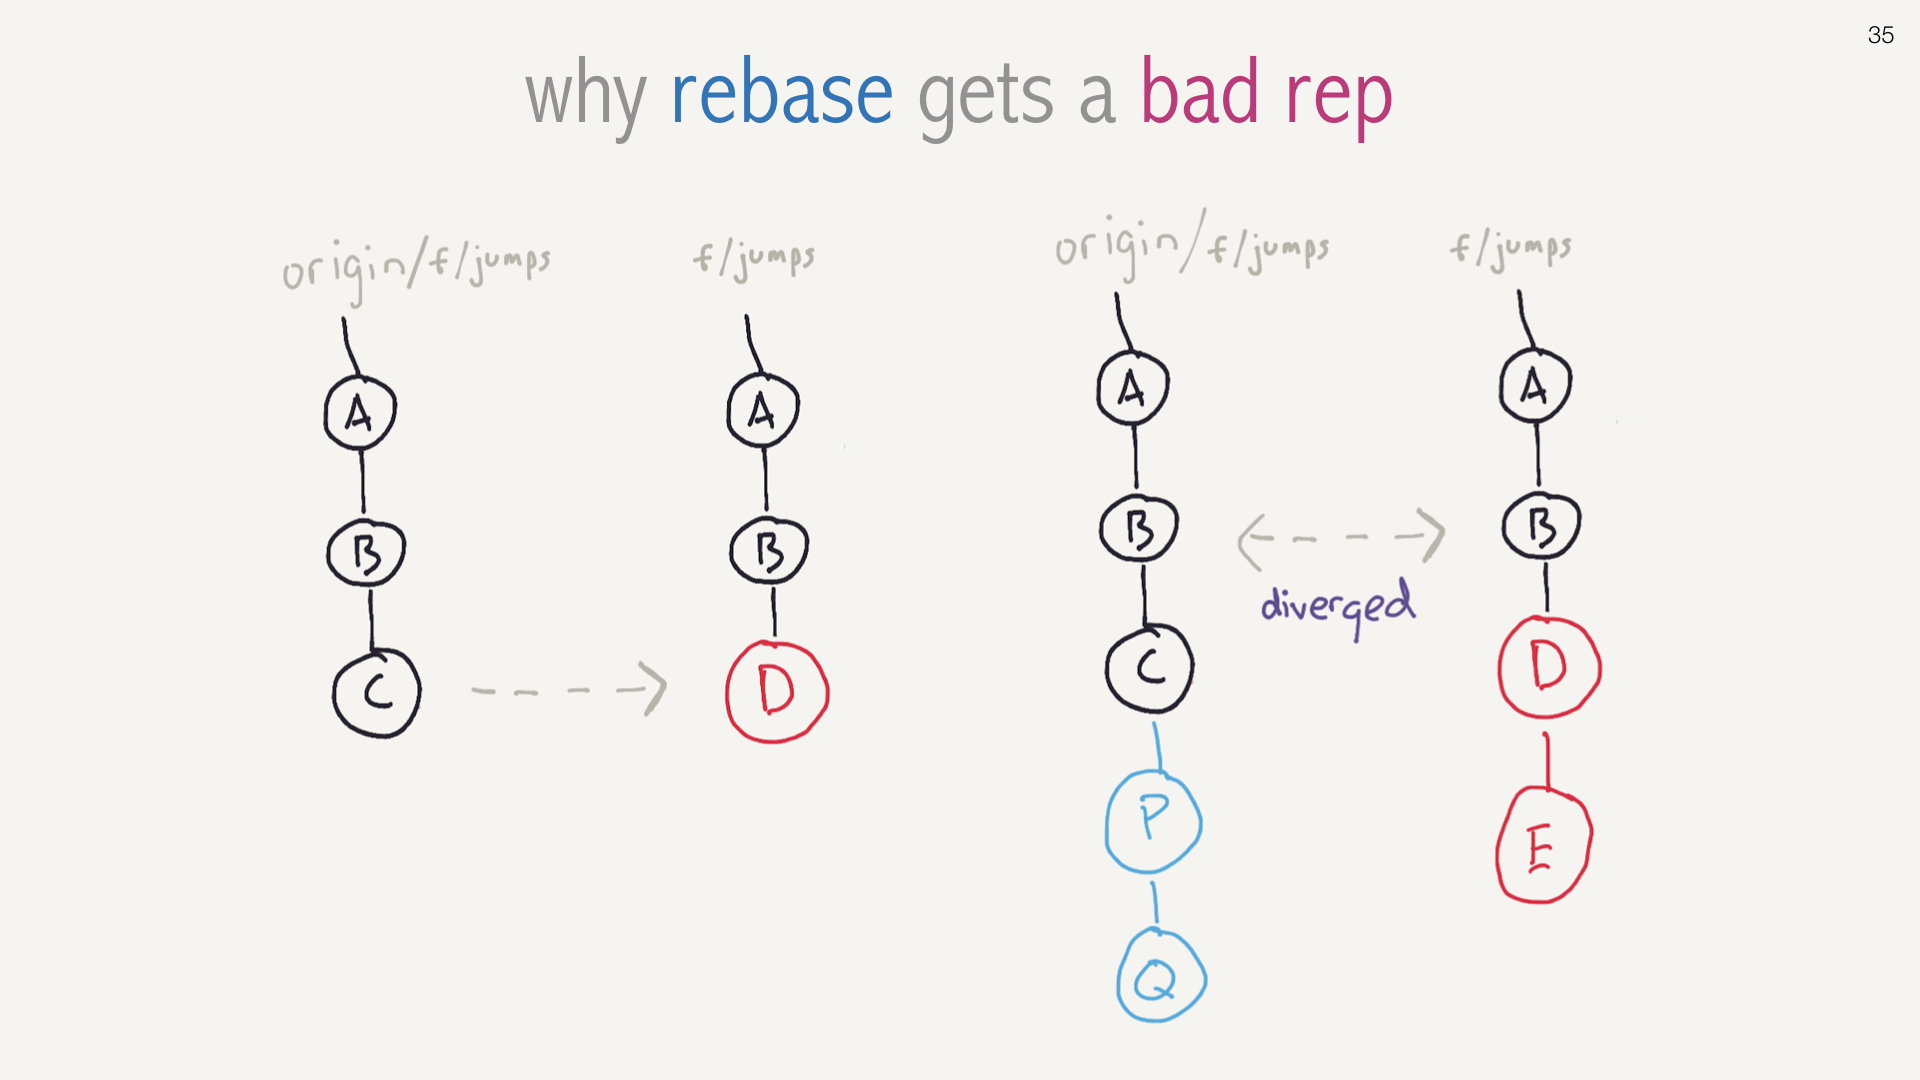 35
why rebase gets a bad rep
origin/f/jumps
A
B
C
f/jumps
A
B
D
origin/f/jumps
A
B
C
P
Q
diverged
f/jumps
A
B
D
E